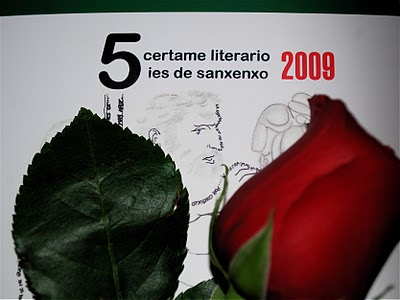 5 certame literario
ies de sanxenxo 2009